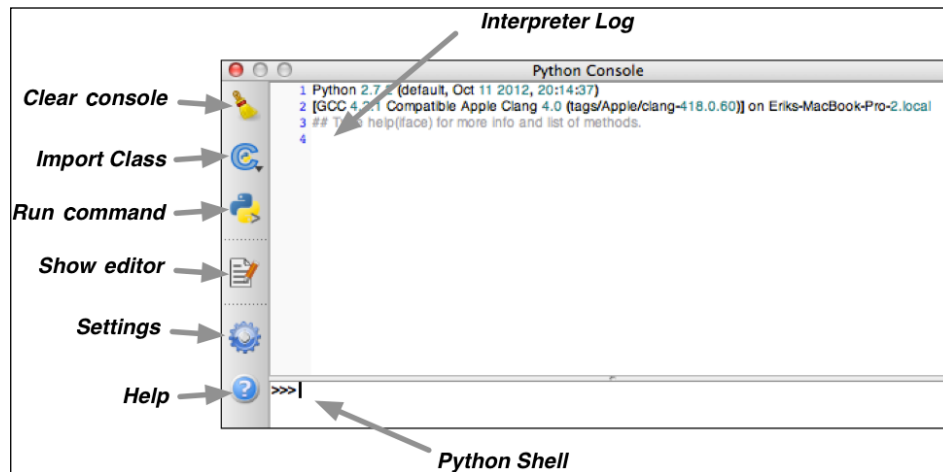 Interpreter Log
Python Console
Clear console
1 Python 2.7.2 (default, Oct 11 2012, 20:14:37)
2 [GCC 4.2.1 Compatible Apple Clang 4.0 (tags/Apple/clang-418.0.60)] on Eriks-MacBook-Pro-2.local
3 ## Type help(iface) for more info and list of methods.
4
Import Class
Run command
Show editor
Settings
Help
>>>
Python Shell